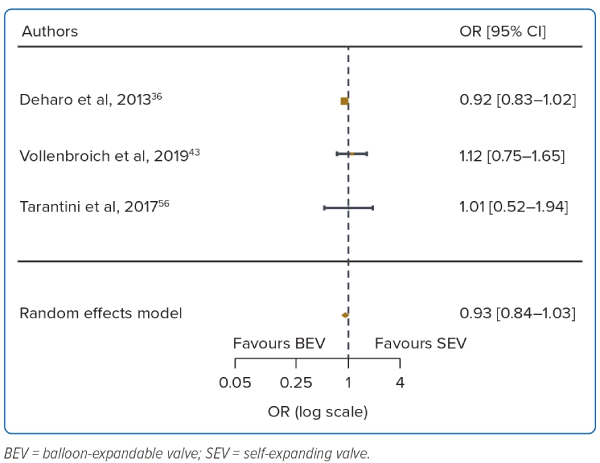 Authors OR [95% CI]
Deharo et al, 2013³⁶ 0.92 [0.83–1.02]
Vollenbroich et al, 2019⁴³ 1.12 [0.75–1.65]
Tarantini et al, 2017⁵⁶ 1.01 [0.52–1.94]
Random effects model 0.93 [0.84–1.03]
Favours BEV Favours SEV
0.05 0.25 1 4
OR (log scale)
BEV = balloon-expandable valve; SEV = self-expanding valve.